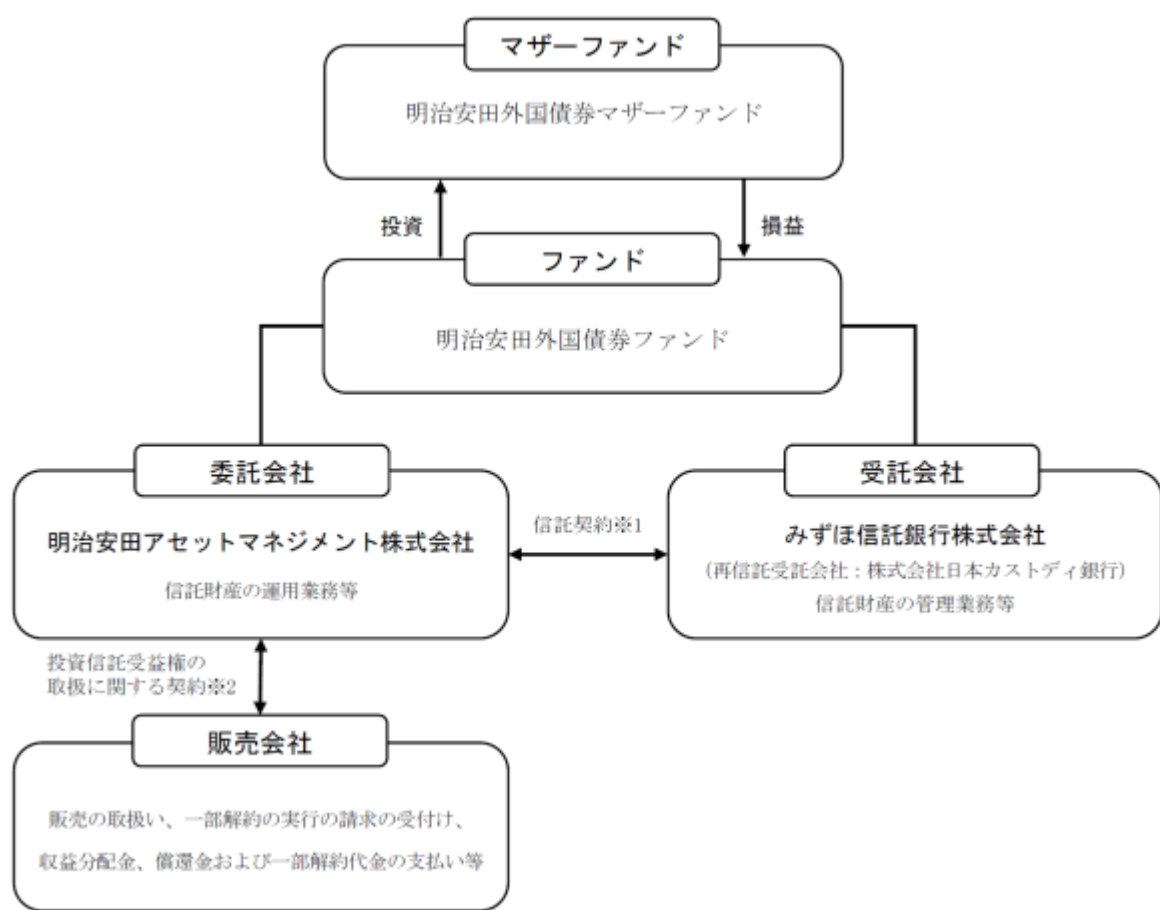 マザーファンド
明治安田外国債券マザーファンド
投資
損益
ファンド
明治安田外国債券ファンド
委託会社
明治安田アセットマネジメント株式会社
信託財産の運用業務等
信託契約※1
受託会社
みずほ信託銀行株式会社
(再信託受託会社：株式会社日本カストディ銀行)
信託財産の管理業務等
投資信託受益権の
取扱に関する契約※2
販売会社
販売の取扱い、一部解約の実行の請求の受付け、
収益分配金、償還金および一部解約代金の支払い等